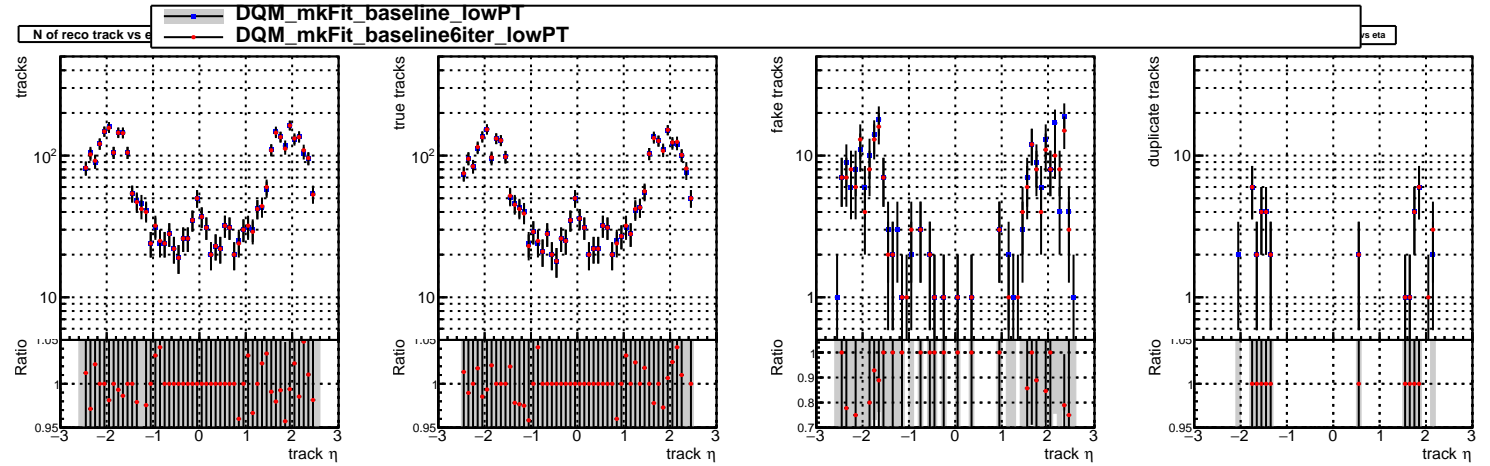 DQM_mkFit_baseline_lowPT
DQM_mkFit_baseline6iter_lowPT
N of reco track vs e
vs eta
tracks
10²
10
Ratio
1.05
1
0.95
−3 −2 −1 0 1 2 3
track η
true tracks
10²
10
Ratio
1.05
1
0.95
−3 −2 −1 0 1 2 3
track η
fake tracks
10
1
Ratio
1
0.9
0.8
0.7
−3 −2 −1 0 1 2 3
track η
duplicate tracks
10
1
Ratio
1.05
1
0.95
−3 −2 −1 0 1 2 3
track η